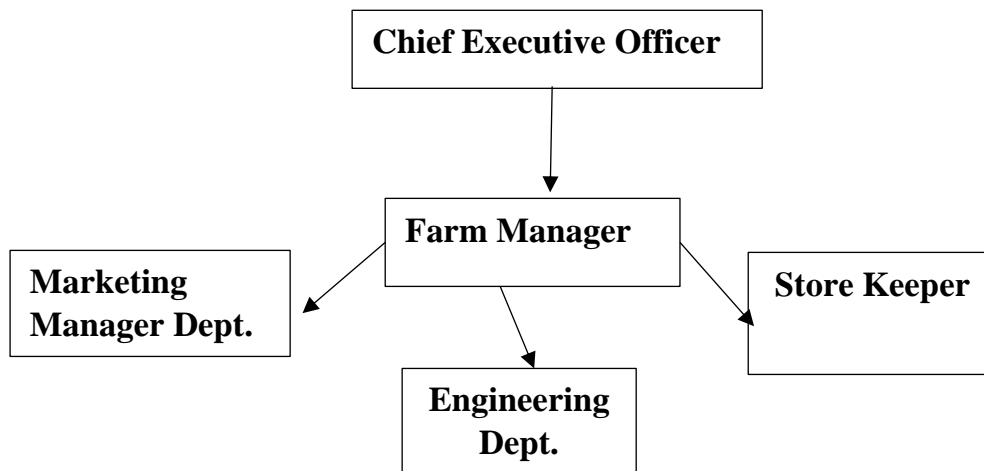 Chief Executive Officer
Farm Manager
Marketing
Manager Dept.
Store Keeper
Engineering
Dept.